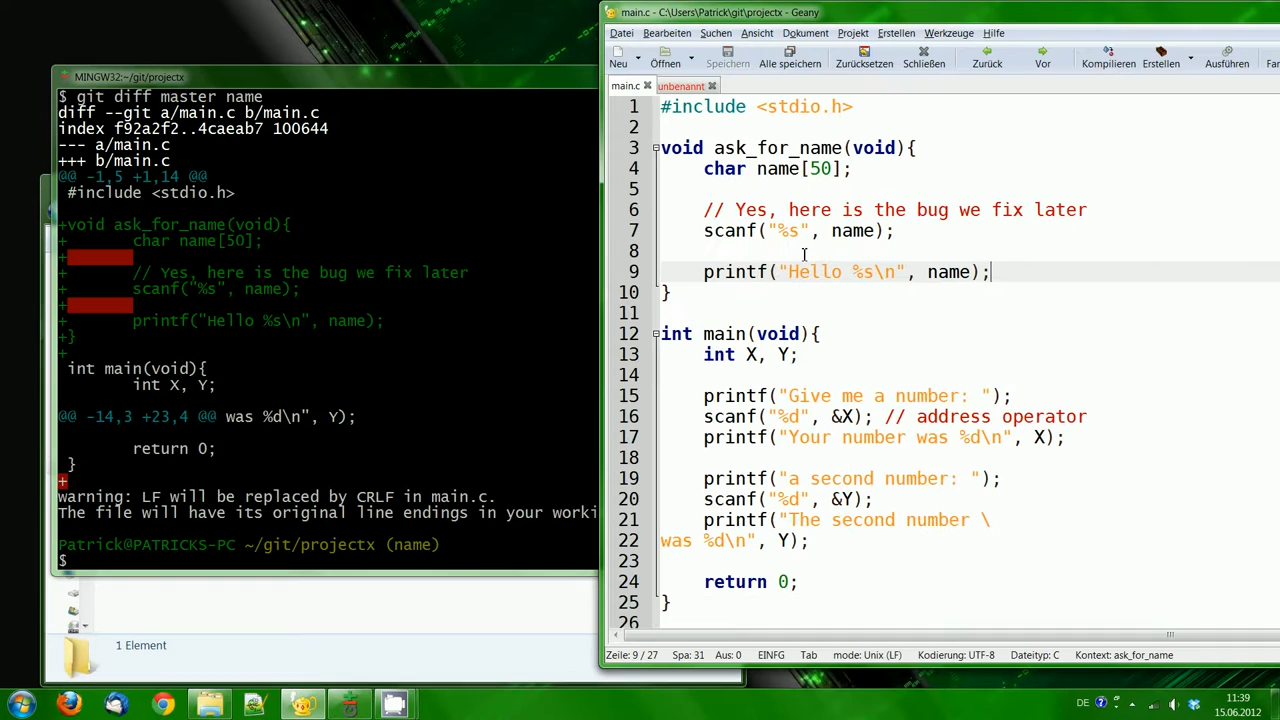 MINGW32:~/git/projectx
$ git diff master name
diff --git a/main.c b/main.c
index f92a2f2..4caeab7 100644
--- a/main.c
+++ b/main.c
@@ -1,5 +1,14 @@
#include <stdio.h>
+void ask_for_name(void){
+ char name[50];
+
+ // Yes, here is the bug we fix later
+ scanf("%s", name);
+
+ printf("Hello %s\n", name);
+}
+
int main(void){
int X, Y;
@@ -14,3 +23,4 @@ was %d\n", Y);
return 0;
}
+
warning: LF will be replaced by CRLF in main.c.
The file will have its original line endings in your worki
Patrick@PATRICKS-PC ~/git/projectx (name)
$
1 Element
main.c - C:\Users\Patrick\git\projectx - Geany
Datei Bearbeiten Suchen Ansicht Dokument Projekt Erstellen Werkzeuge Hilfe
Neu Öffnen Speichern Alle speichern Zurücksetzen Schließen Zurück Vor Kompilieren Erstellen Ausführen Far
main.c unbenannt
1 #include <stdio.h>
2
3 void ask_for_name(void){
4 char name[50];
5
6 // Yes, here is the bug we fix later
7 scanf("%s", name);
8
9 printf("Hello %s\n", name);
10 }
11
12 int main(void){
13 int X, Y;
14
15 printf("Give me a number: ");
16 scanf("%d", &X); // address operator
17 printf("Your number was %d\n", X);
18
19 printf("a second number: ");
20 scanf("%d", &Y);
21 printf("The second number \
22 was %d\n", Y);
23
24 return 0;
25 }
26
Zeile: 9 / 27 Spa: 31 Aus: 0 EINFG Tab mode: Unix (LF) Kodierung: UTF-8 Dateityp: C Kontext: ask_for_name
DE 11:39
15.06.2012